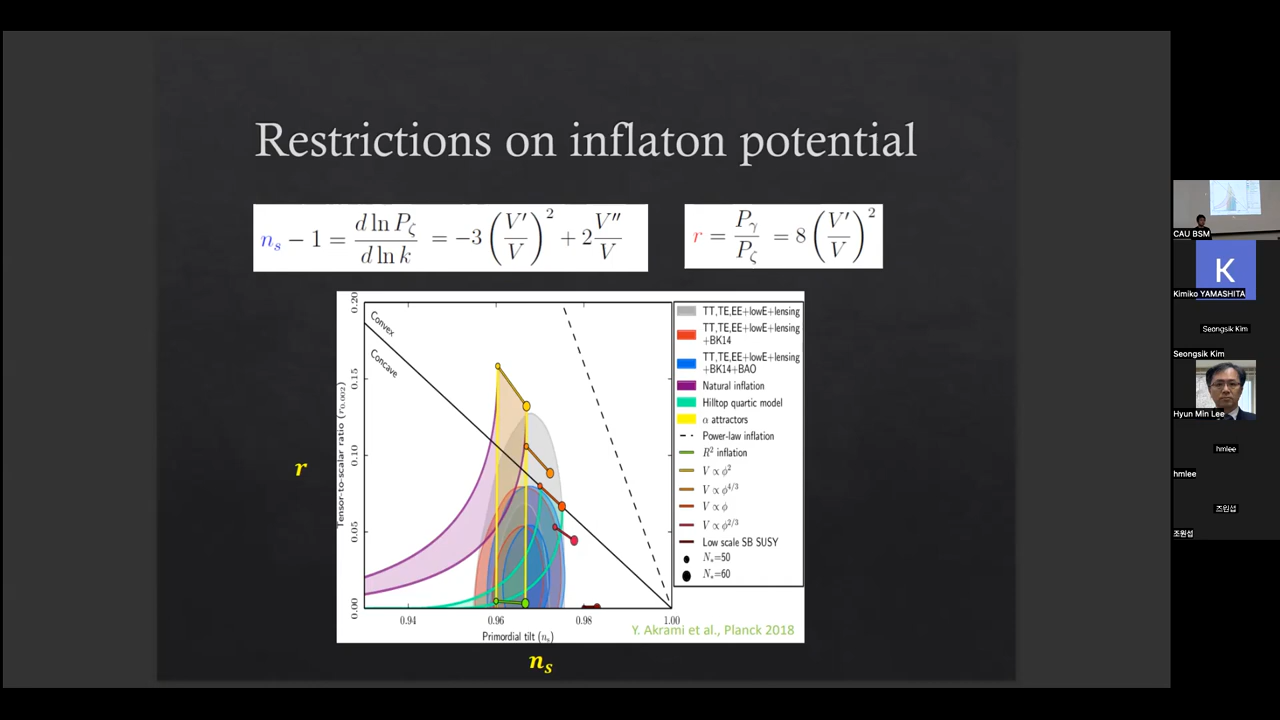 Restrictions on inflaton potential
n_s − 1 = d ln P_ζ / d ln k = −3 (V′/V)² + 2 V″/V
r = P_γ / P_ζ = 8 (V′/V)²
r
Tensor-to-scalar ratio (r_0.002)
0.20
0.15
0.10
0.05
0.00
Convex
Concave
0.94
0.96
0.98
1.00
Primordial tilt (n_s)
TT,TE,EE+lowE+lensing
TT,TE,EE+lowE+lensing
+BK14
TT,TE,EE+lowE+lensing
+BK14+BAO
Natural inflation
Hilltop quartic model
α attractors
Power-law inflation
R² inflation
V ∝ φ²
V ∝ φ^4/3
V ∝ φ
V ∝ φ^2/3
Low scale SB SUSY
N_*=50
N_*=60
Y. Akrami et al., Planck 2018
n_s
CAU BSM
K
Kimiko YAMASHITA
Seongsik Kim
Seongsik Kim
Hyun Min Lee
hmlee
hmlee
조원섭
조원섭